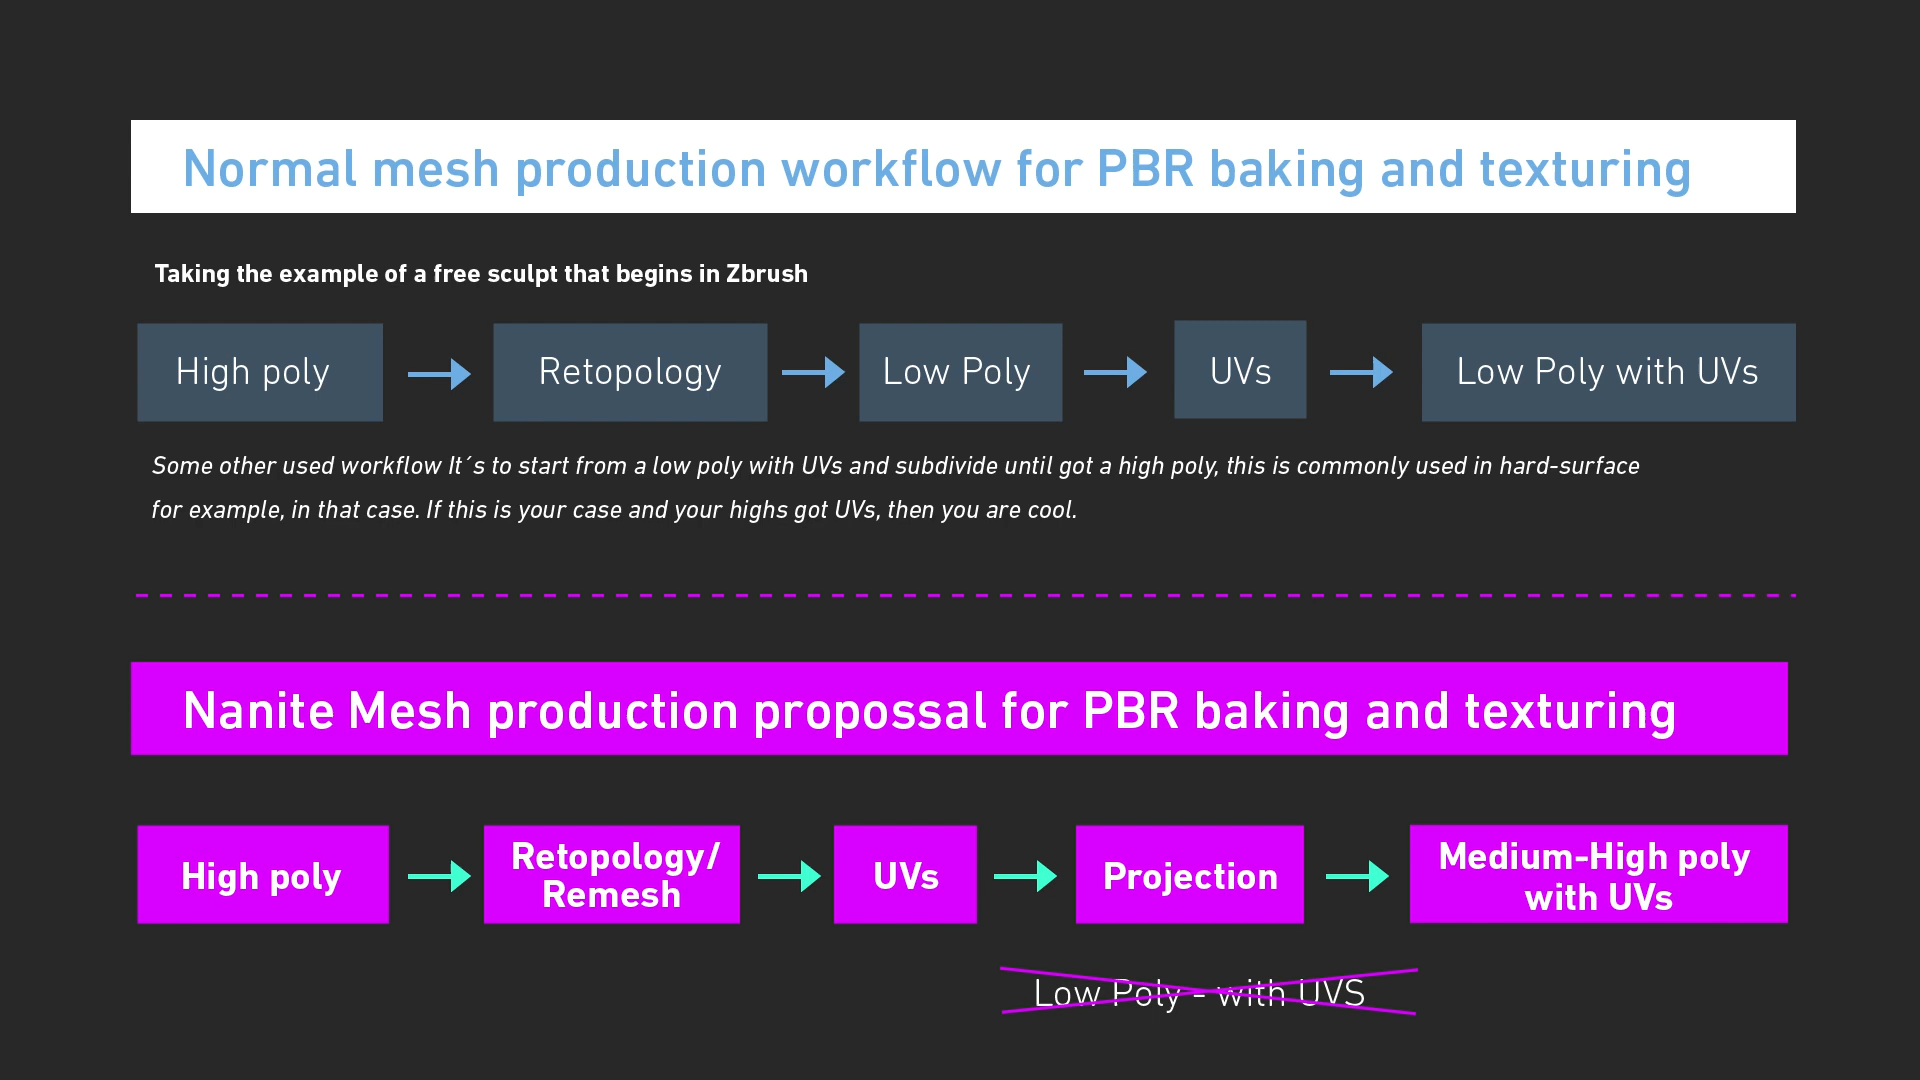 Normal mesh production workflow for PBR baking and texturing
Taking the example of a free sculpt that begins in Zbrush
High poly
Retopology
Low Poly
UVs
Low Poly with UVs
Some other used workflow It´s to start from a low poly with UVs and subdivide until got a high poly, this is commonly used in hard-surface
for example, in that case. If this is your case and your highs got UVs, then you are cool.
Nanite Mesh production propossal for PBR baking and texturing
High poly
Retopology/
Remesh
UVs
Projection
Medium-High poly
with UVs
Low Poly - with UVS